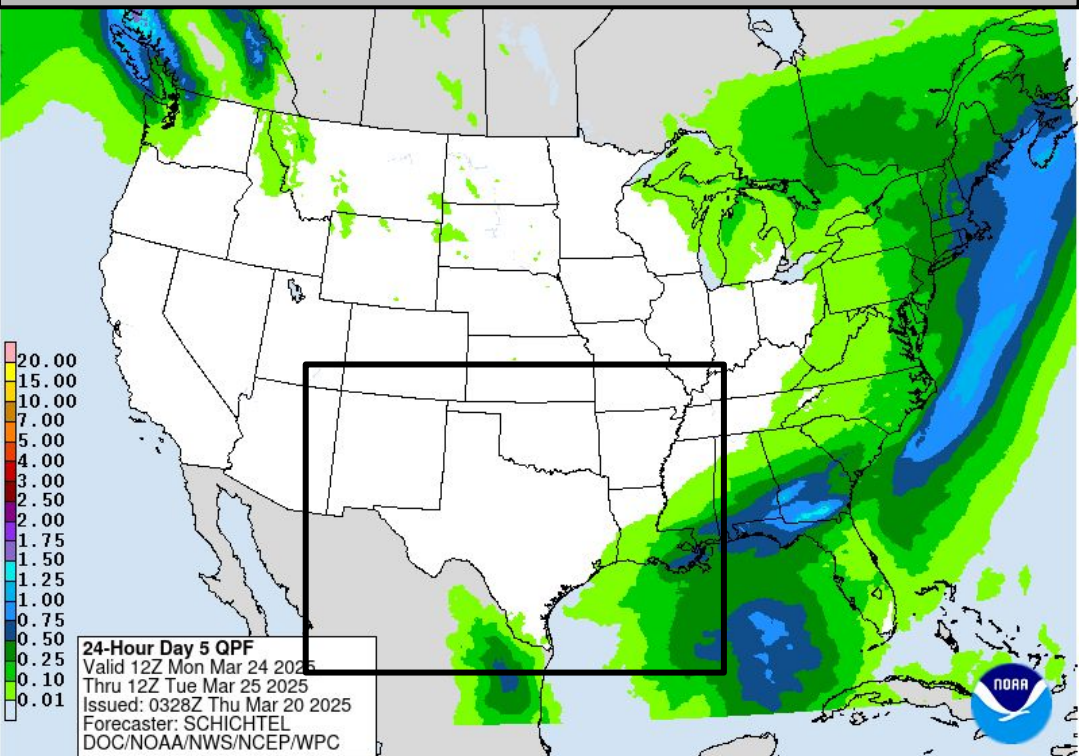 20.00
15.00
10.00
7.00
5.00
4.00
3.00
2.50
2.00
1.75
1.50
1.25
1.00
0.75
0.50
0.25
0.10
0.01
24-Hour Day 5 QPF
Valid 12Z Mon Mar 24 2025
Thru 12Z Tue Mar 25 2025
Issued: 0328Z Thu Mar 20 2025
Forecaster: SCHICHTEL
DOC/NOAA/NWS/NCEP/WPC
NOAA